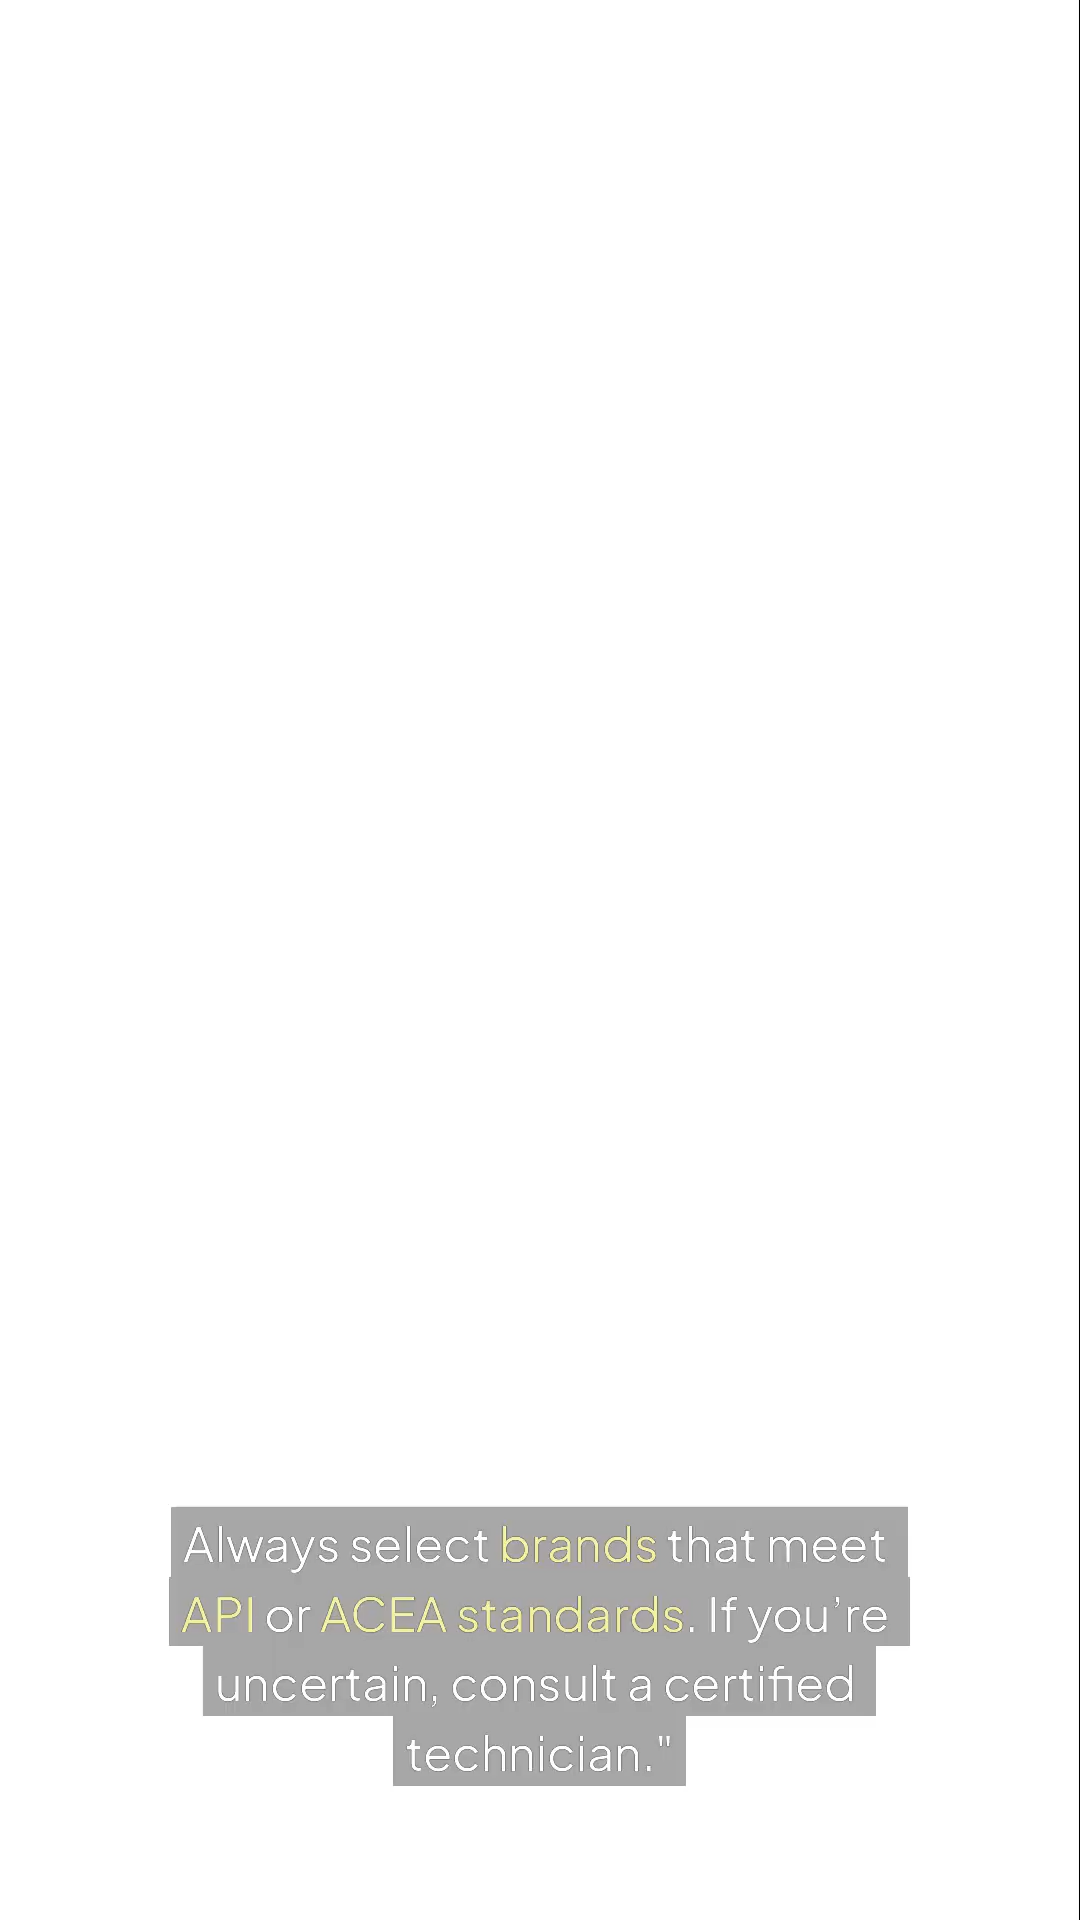 Always select brands that meet
API or ACEA standards. If you’re
uncertain, consult a certified
technician."